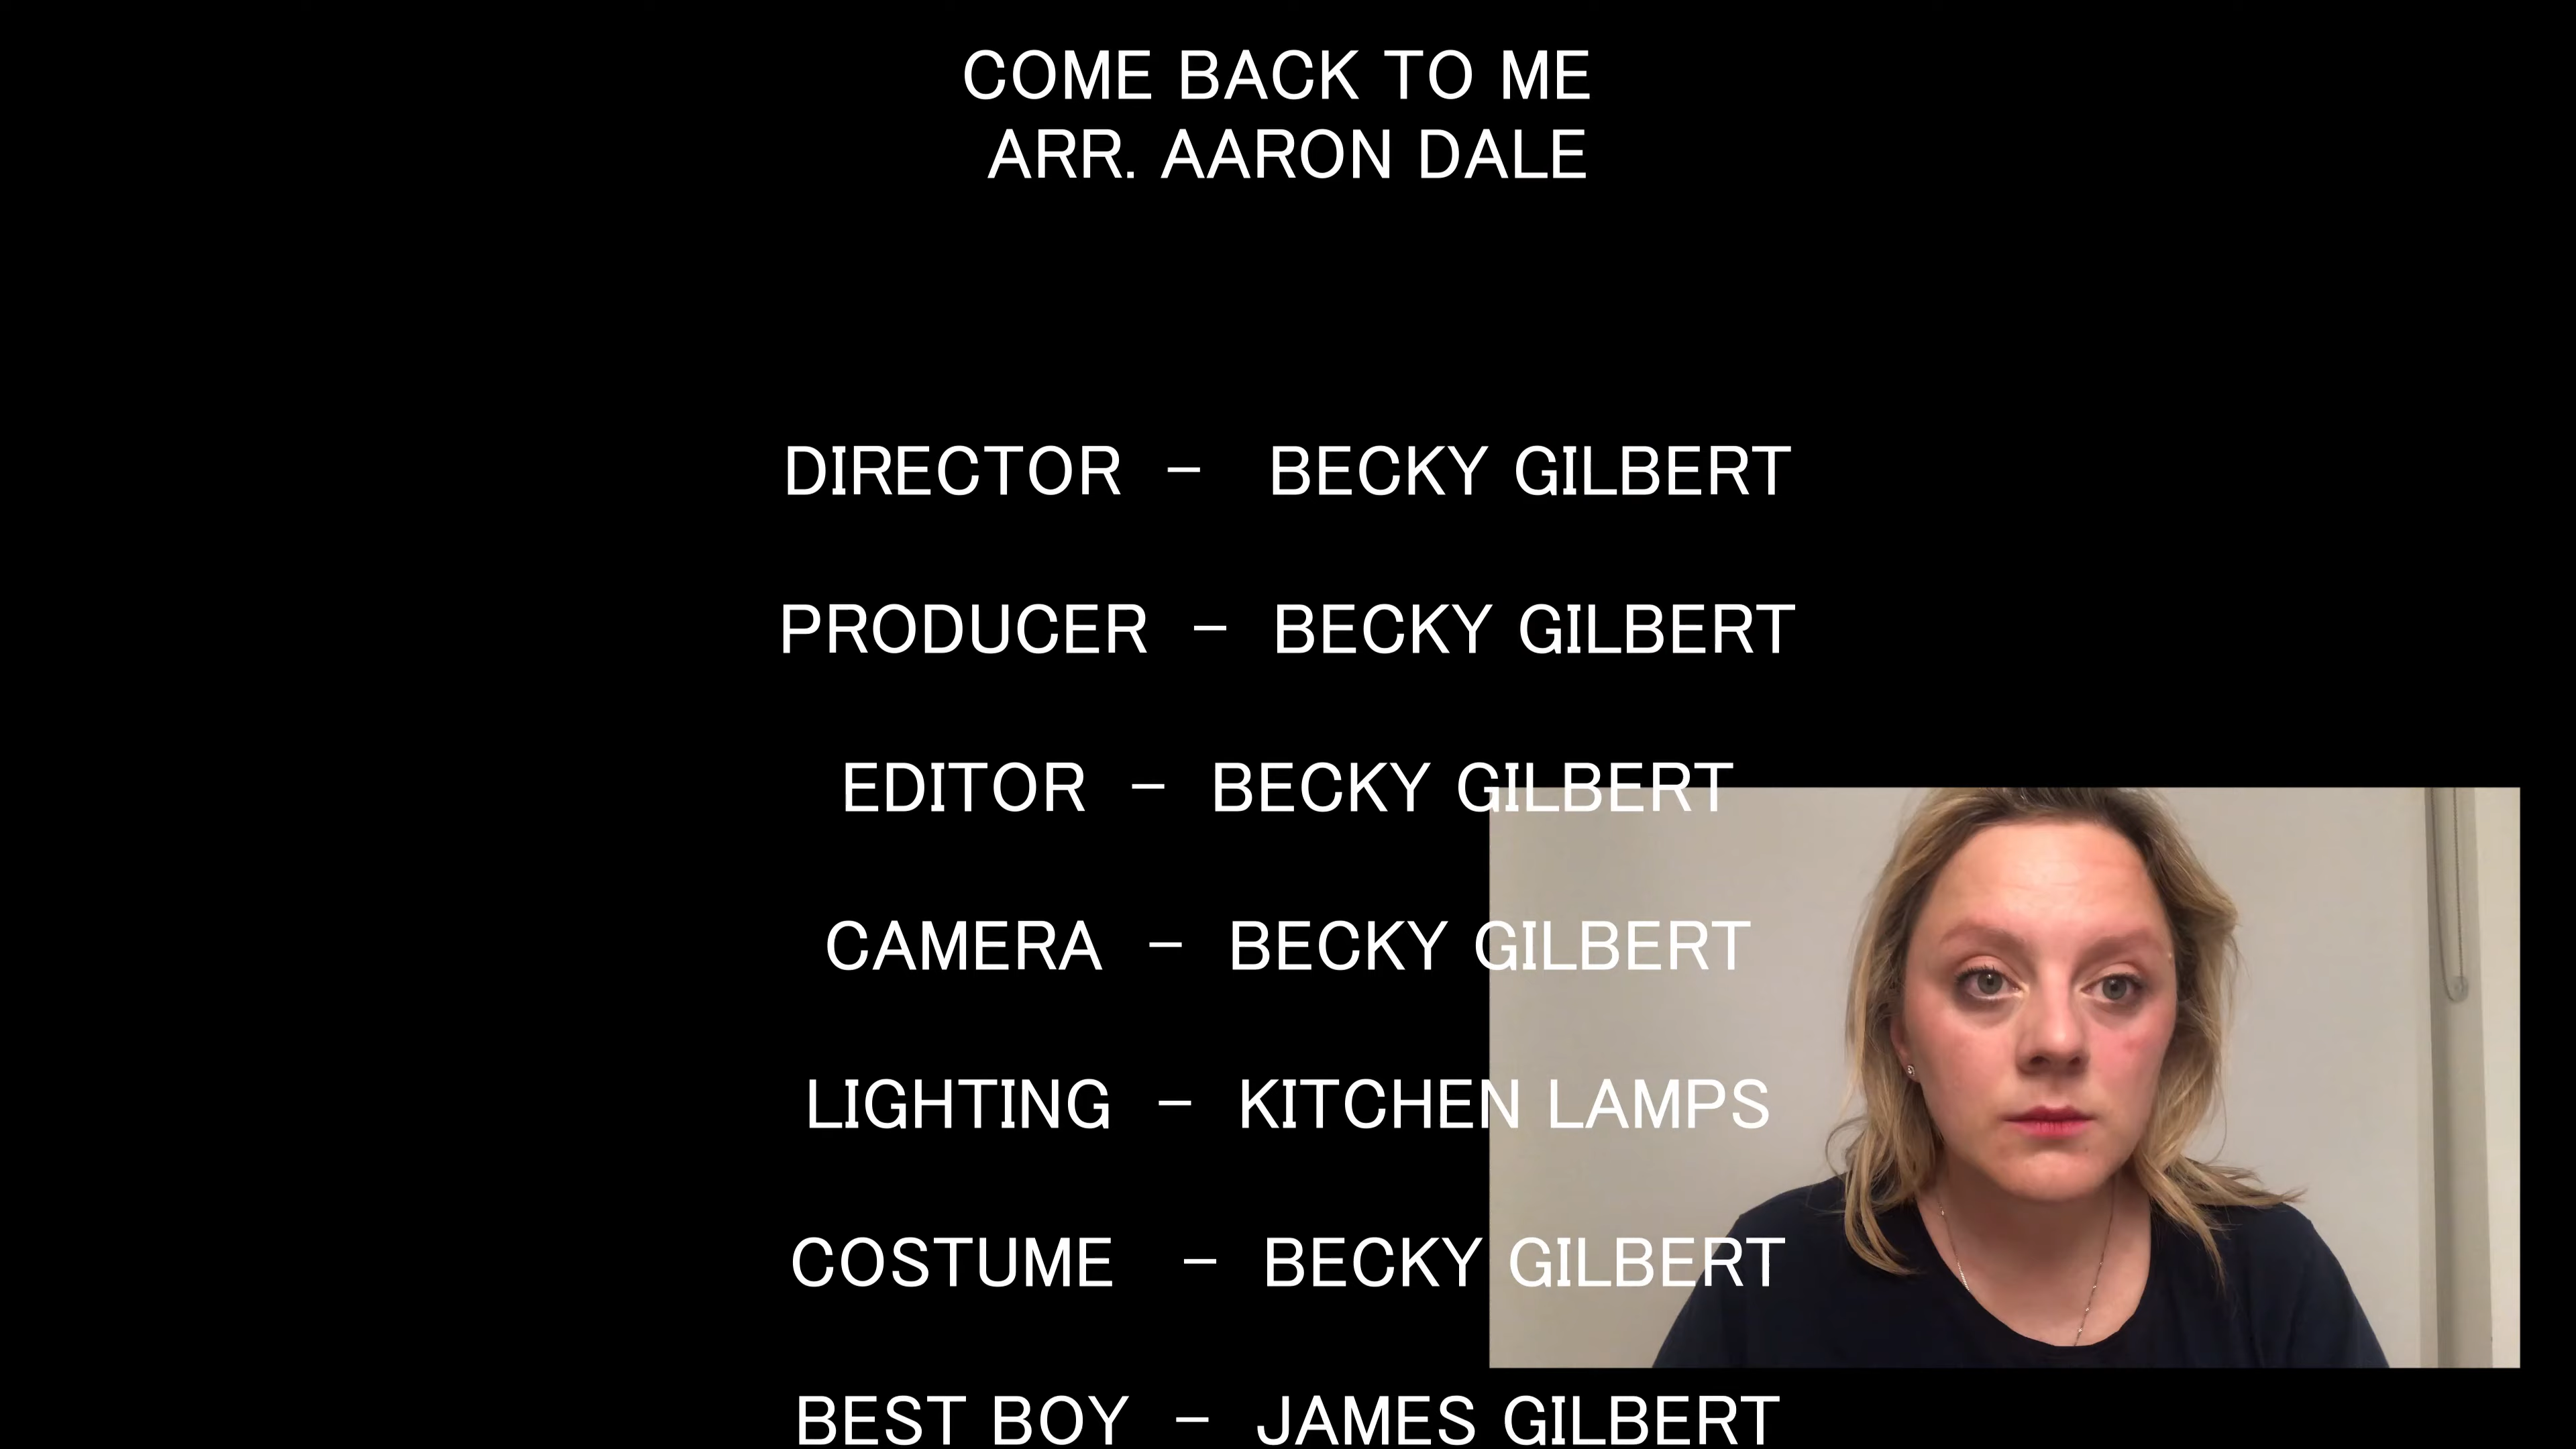 COME BACK TO ME
ARR. AARON DALE
DIRECTOR – BECKY GILBERT
PRODUCER – BECKY GILBERT
EDITOR – BECKY GILBERT
CAMERA – BECKY GILBERT
LIGHTING – KITCHEN LAMPS
COSTUME – BECKY GILBERT
BEST BOY – JAMES GILBERT